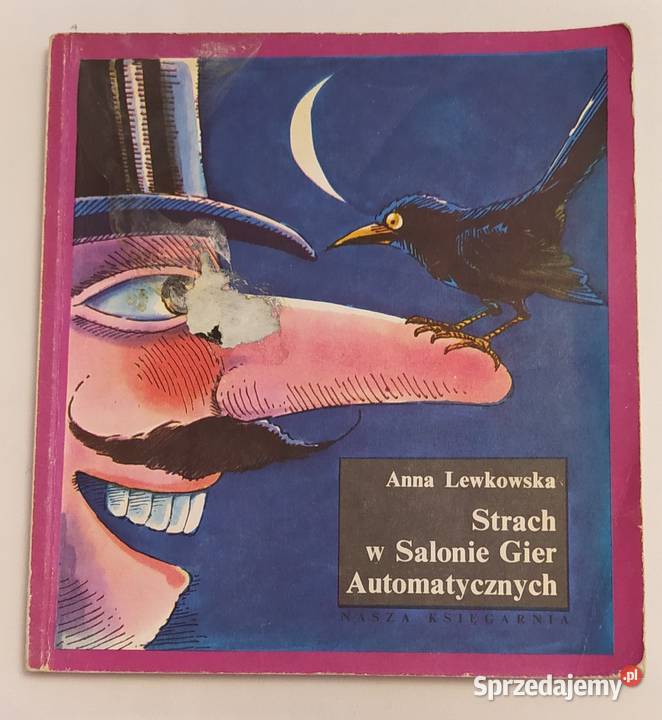 Anna Lewkowska
Strach
w Salonie Gier
Automatycznych
NASZA KSIĘGARNIA
Sprzedajemy.pl